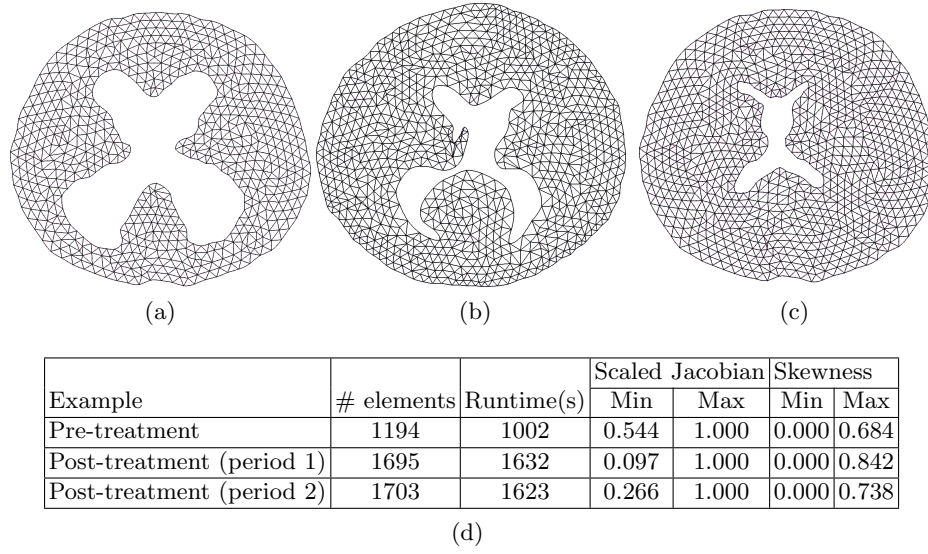 (a) (b) (c)
Scaled Jacobian Skewness
Example # elements Runtime(s) Min Max Min Max
Pre-treatment 1194 1002 0.544 1.000 0.000 0.684
Post-treatment (period 1) 1695 1632 0.097 1.000 0.000 0.842
Post-treatment (period 2) 1703 1623 0.266 1.000 0.000 0.738
(d)